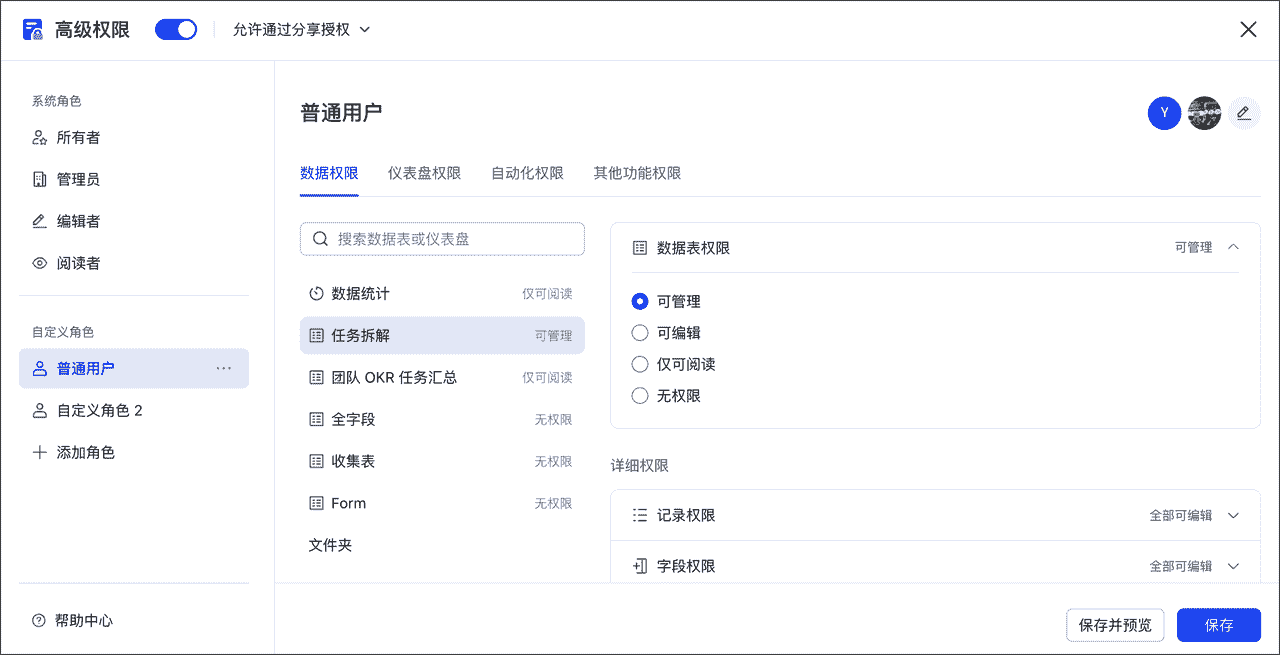 高级权限
允许通过分享授权
系统角色
所有者
管理员
编辑者
阅读者
自定义角色
普通用户
自定义角色 2
添加角色
帮助中心
普通用户
Y
数据权限 仪表盘权限 自动化权限 其他功能权限
搜索数据表或仪表盘
数据统计 仅可阅读
任务拆解 可管理
团队 OKR 任务汇总 仅可阅读
全字段 无权限
收集表 无权限
Form 无权限
文件夹
数据表权限 可管理
可管理
可编辑
仅可阅读
无权限
详细权限
记录权限 全部可编辑
字段权限 全部可编辑
保存并预览 保存